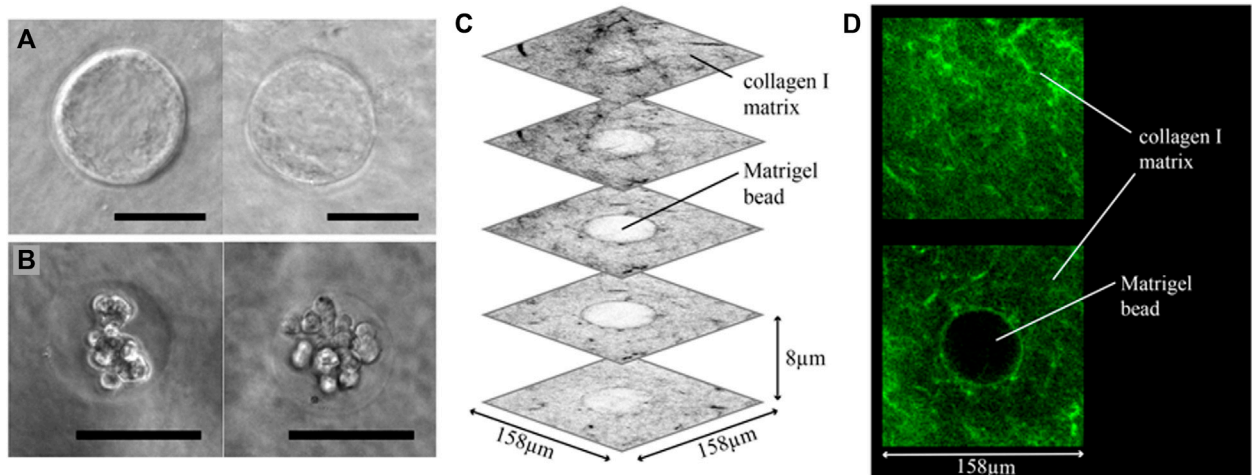 A
B
C
collagen I
matrix
Matrigel
bead
8µm
158µm
158µm
D
collagen I
matrix
Matrigel
bead
158µm